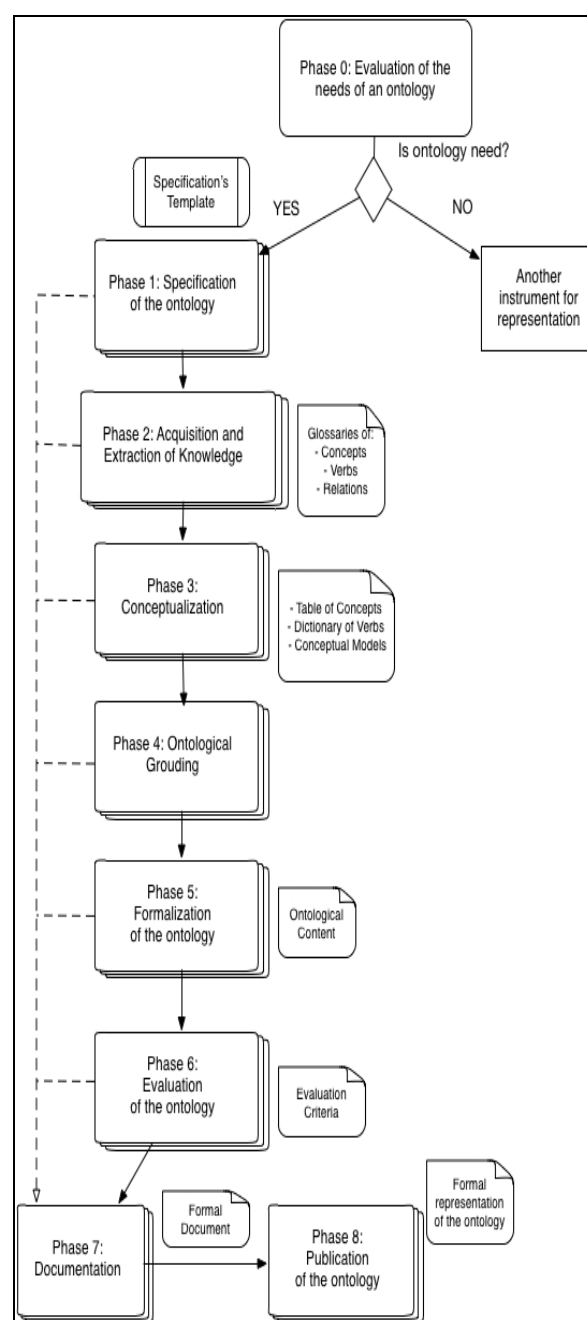 Phase 0: Evaluation of the
needs of an ontology
Is ontology need?
Specification's
Template
YES
NO
Phase 1: Specification
of the ontology
Another
instrument for
representation
Phase 2: Acquisition and
Extraction of Knowledge
Glossaries of:
- Concepts
- Verbs
- Relations
Phase 3:
Conceptualization
- Table of Concepts
- Dictionary of Verbs
- Conceptual Models
Phase 4: Ontological
Grouding
Phase 5:
Formalization
of the ontology
Ontological
Content
Phase 6:
Evaluation
of the ontology
Evaluation
Criteria
Phase 7:
Documentation
Formal
Document
Phase 8:
Publication
of the ontology
Formal
representation
of the ontology